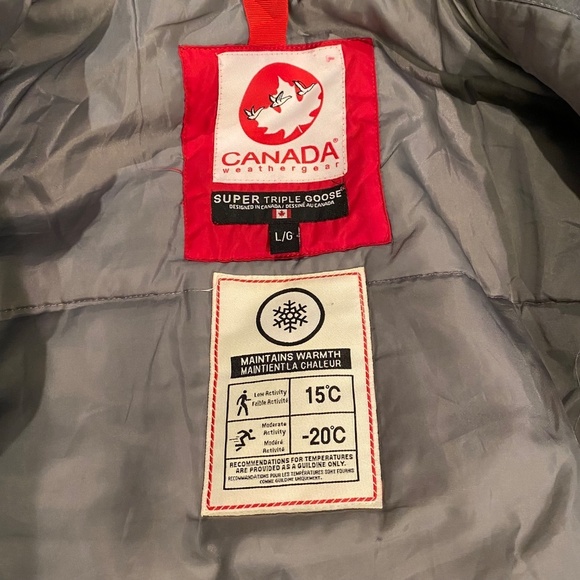 CANADA®
weathergear
SUPER TRIPLE GOOSE
DESIGNED IN CANADA / DESSINÉ AU CANADA
L/G
MAINTAINS WARMTH
MAINTIENT LA CHALEUR
Low Activity
Faible Activité
15°C
Moderate
Activity
Modéré
Activité
-20°C
RECOMMENDATIONS FOR TEMPERATURES
ARE PROVIDED AS A GUILDINE ONLY.
RECOMMANDATIONS POUR LES TEMPÉRATURES SONT FOURNIS
COMME GUILDINE UNIQUEMENT.